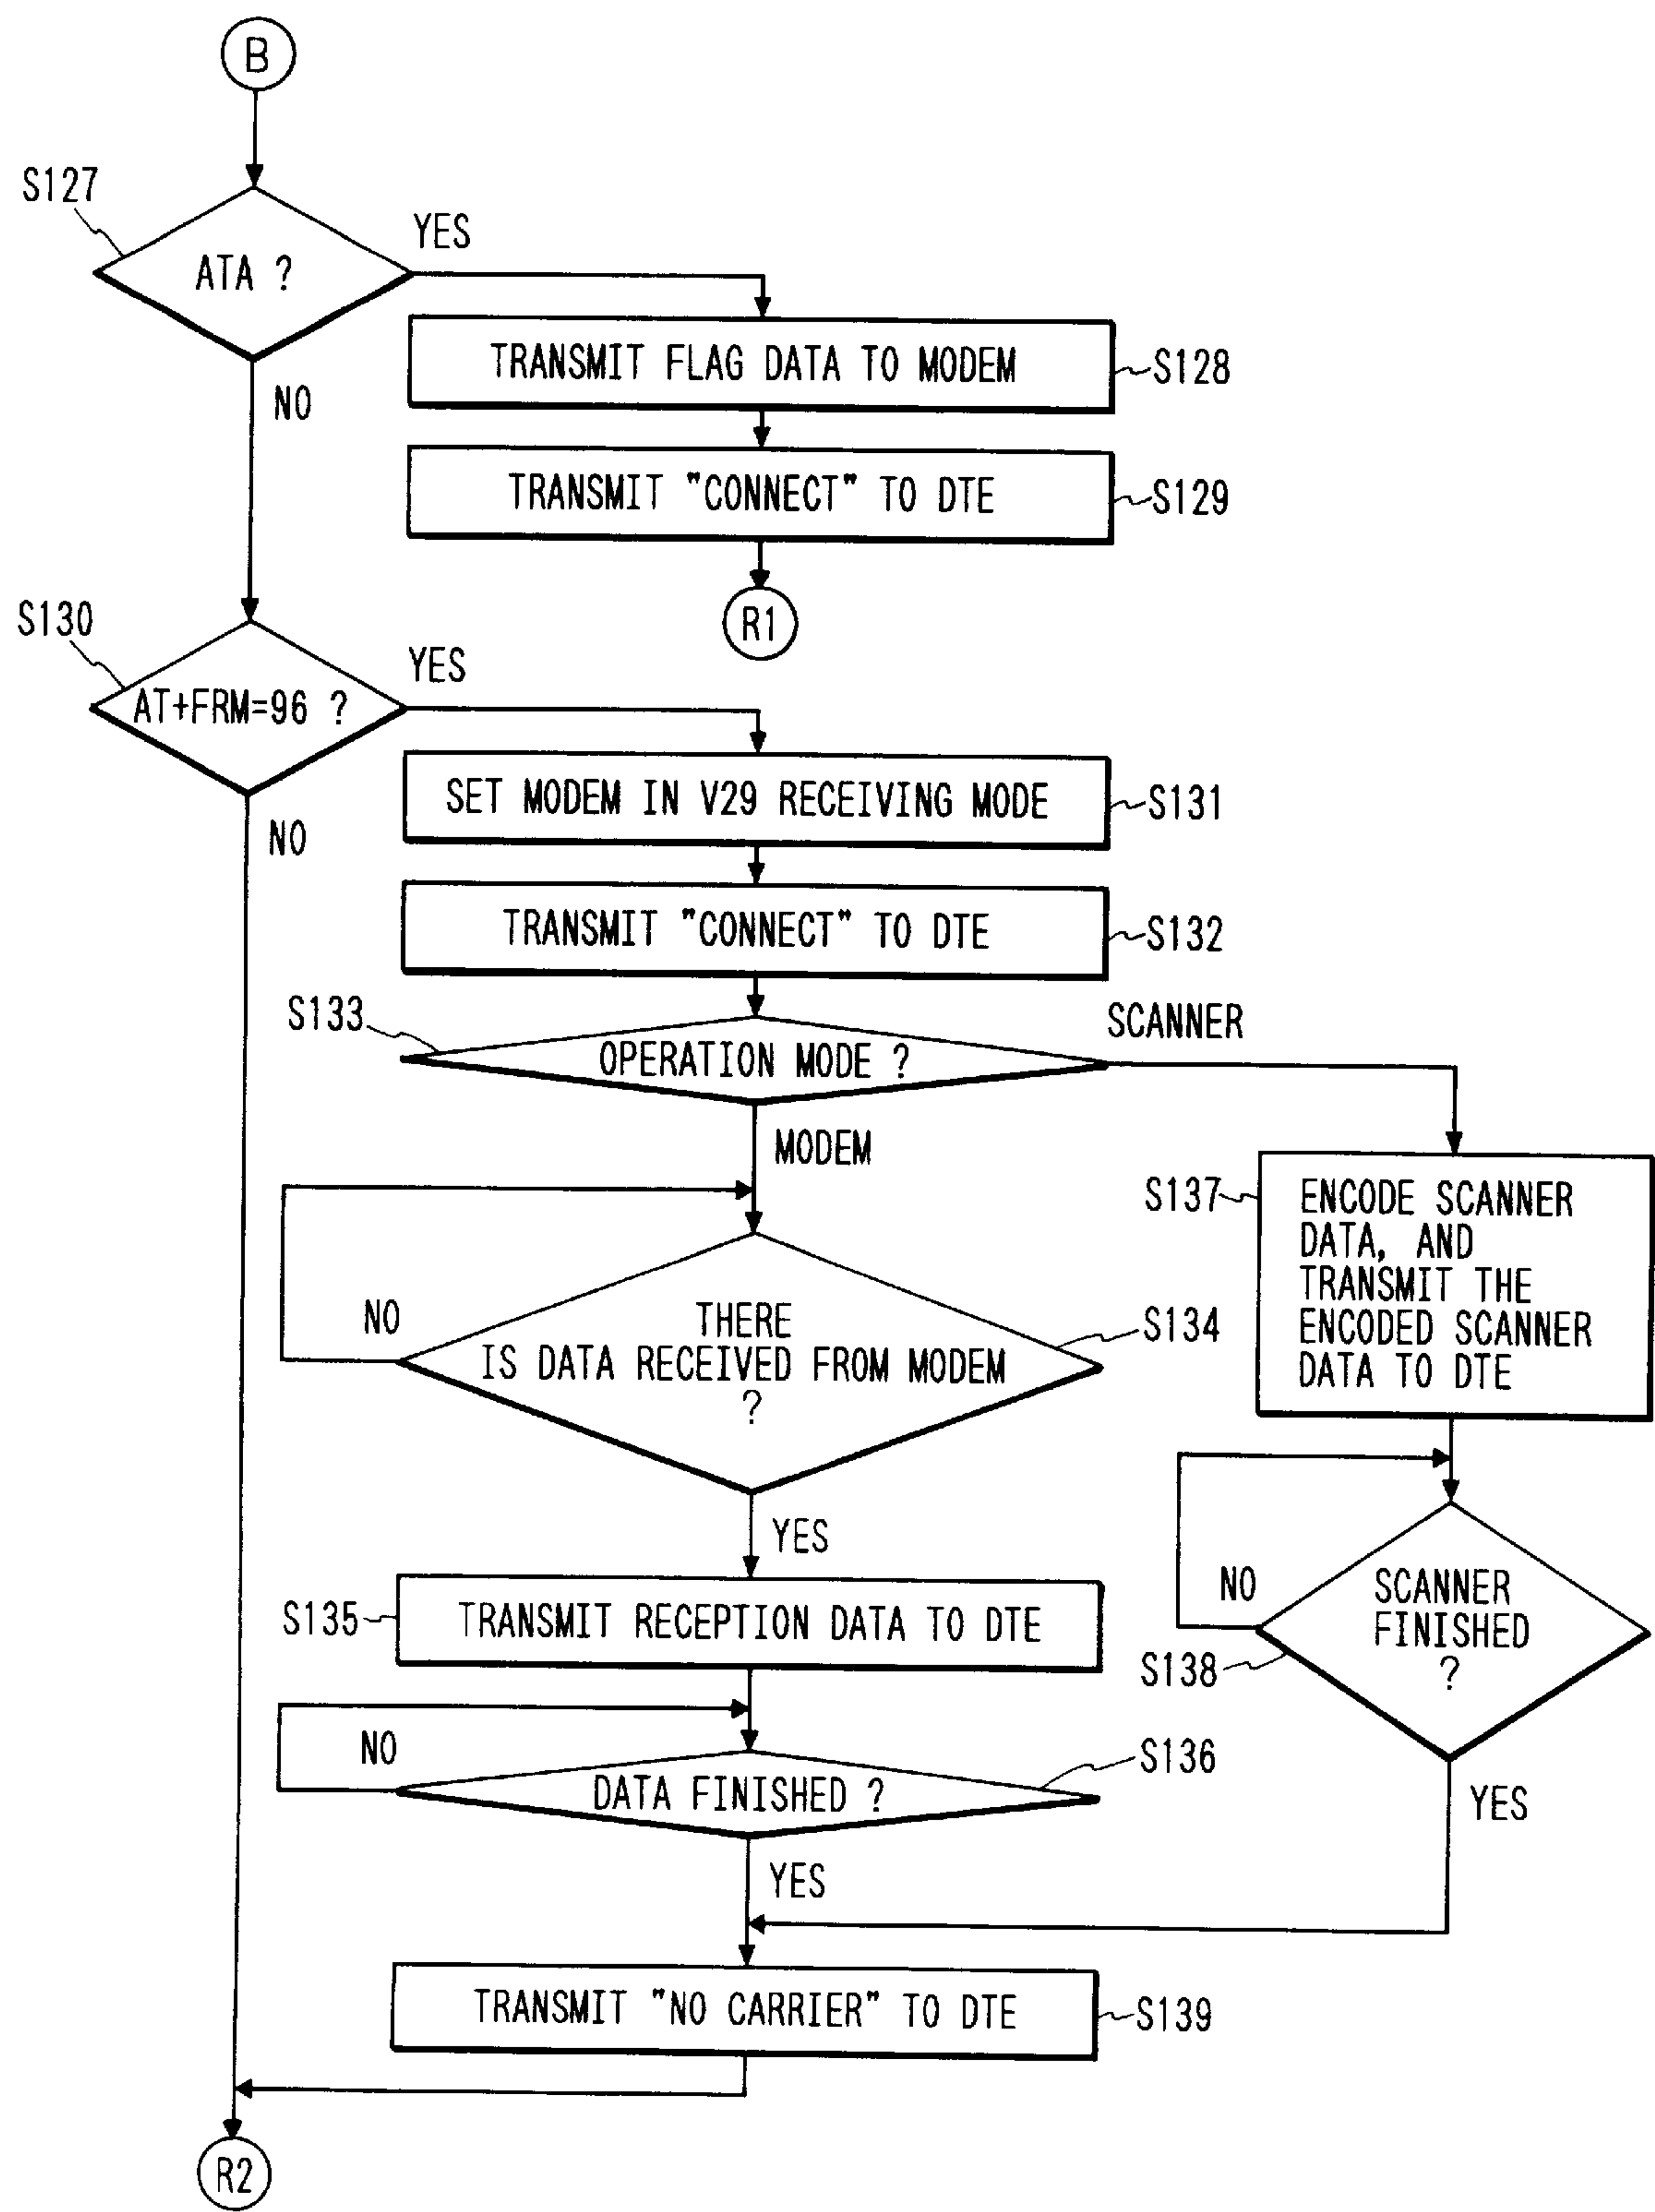 B
S127
ATA ?
YES
NO
TRANSMIT FLAG DATA TO MODEM
S128
TRANSMIT "CONNECT" TO DTE
S129
R1
S130
AT+FRM=96 ?
YES
NO
SET MODEM IN V29 RECEIVING MODE
S131
TRANSMIT "CONNECT" TO DTE
S132
S133
OPERATION MODE ?
SCANNER
MODEM
S137
ENCODE SCANNER
DATA, AND
TRANSMIT THE
ENCODED SCANNER
DATA TO DTE
NO
THERE
IS DATA RECEIVED FROM MODEM
?
S134
YES
S135
TRANSMIT RECEPTION DATA TO DTE
NO
SCANNER
FINISHED
?
S138
YES
NO
DATA FINISHED ?
S136
YES
TRANSMIT "NO CARRIER" TO DTE
S139
R2